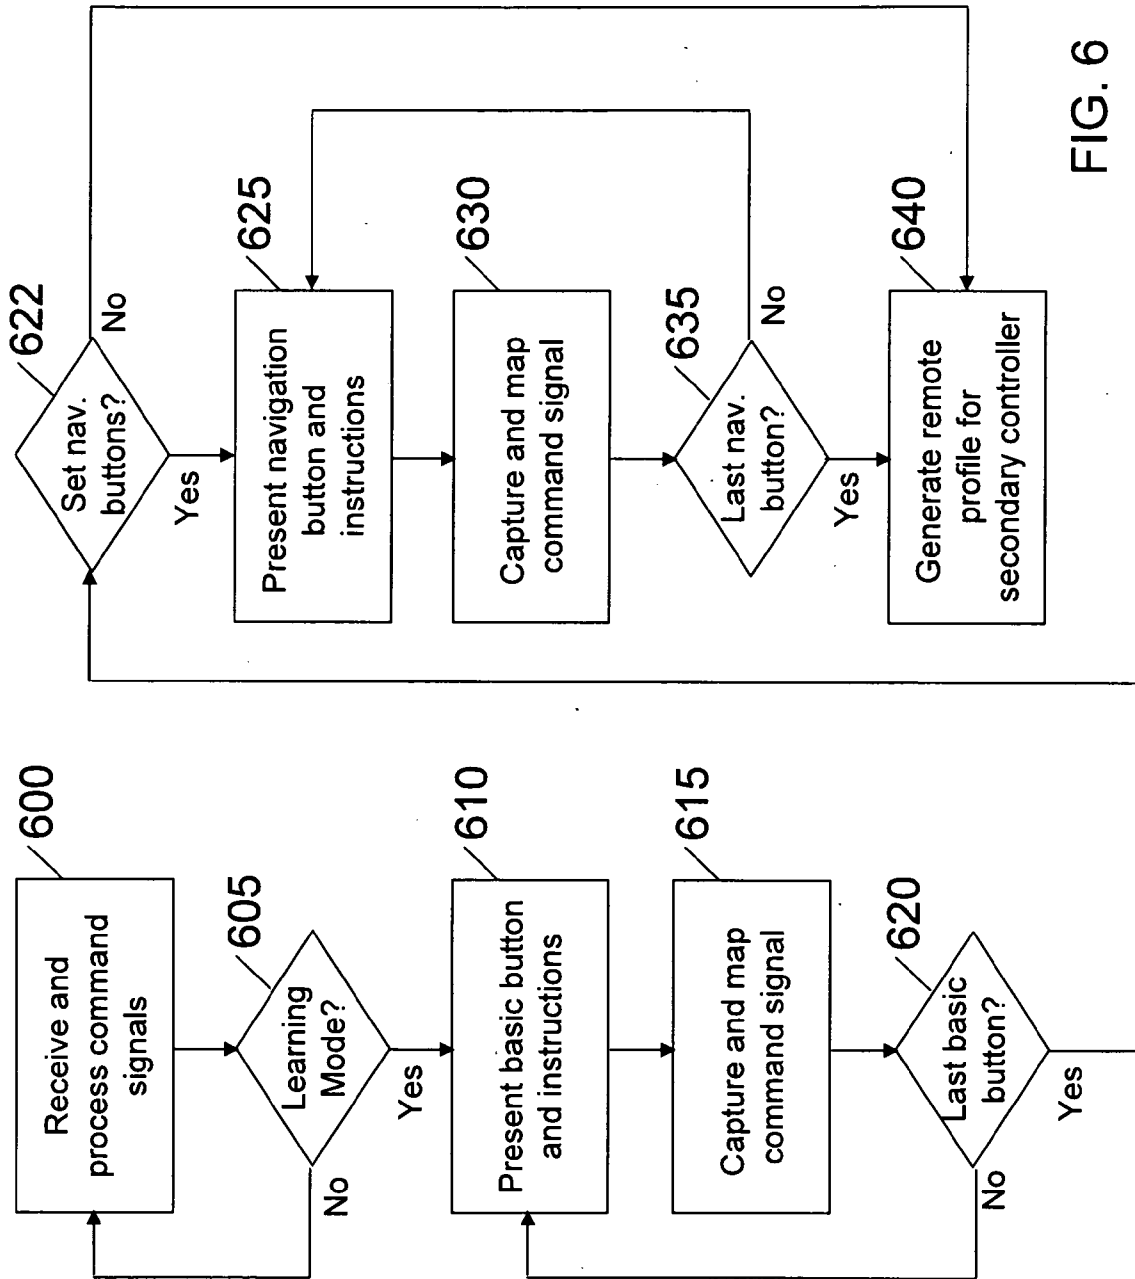 600
Receive and
process command
signals
605
Learning
Mode?
No
Yes
610
Present basic button
and instructions
615
Capture and map
command signal
620
Last basic
button?
No
Yes
622
Set nav.
buttons?
No
Yes
625
Present navigation
button and
instructions
630
Capture and map
command signal
635
Last nav.
button?
No
Yes
640
Generate remote
profile for
secondary controller
FIG. 6